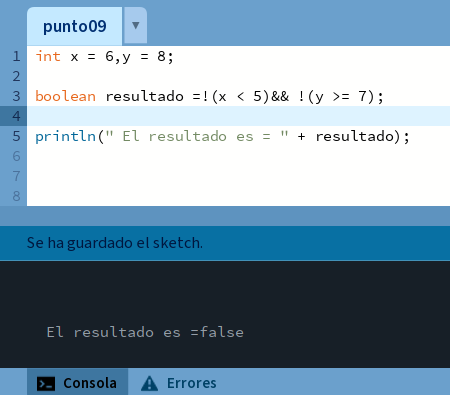 punto09 ▼
1 int x = 6,y = 8;
2
3 boolean resultado =!(x < 5)&& !(y >= 7);
4
5 println(" El resultado es = " + resultado);
6
7
8
Se ha guardado el sketch.
El resultado es =false
Consola Errores